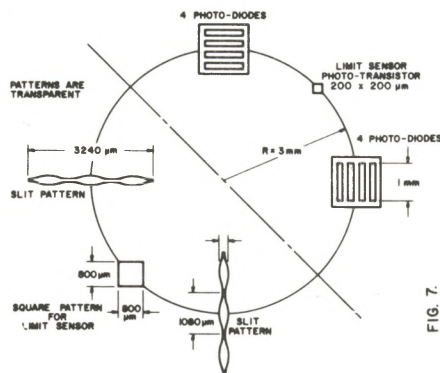 4 PHOTO-DIODES
PATTERNS ARE
TRANSPARENT
LIMIT SENSOR
PHOTO-TRANSISTOR
200 x 200 μm
R = 3 mm
4 PHOTO-DIODES
3240 μm
SLIT PATTERN
1 mm
800 μm
SQUARE PATTERN
FOR
LIMIT SENSOR
800
μm
1080 μm
SLIT
PATTERN
FIG. 7.